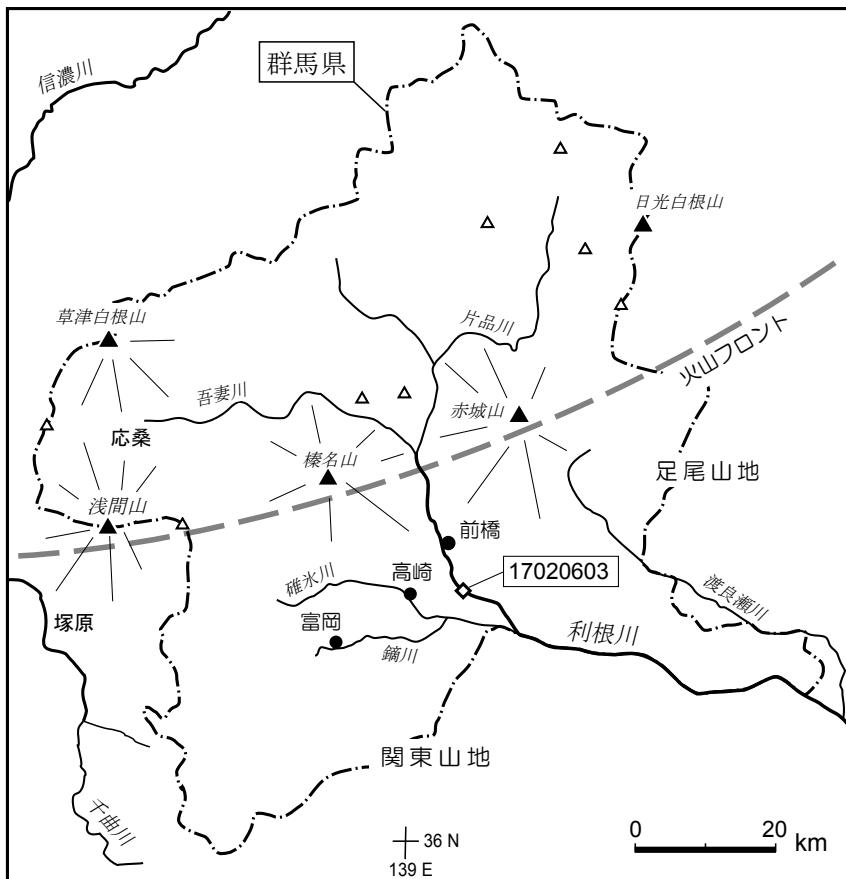 信濃川
群馬県
日光白根山
草津白根山
片品川
火山フロント
吾妻川
赤城山
応桑
榛名山
足尾山地
浅間山
前橋
17020603
碓氷川
高崎
渡良瀬川
塚原
富岡
利根川
鏑川
関東山地
千曲川
36 N
139 E
0 20 km